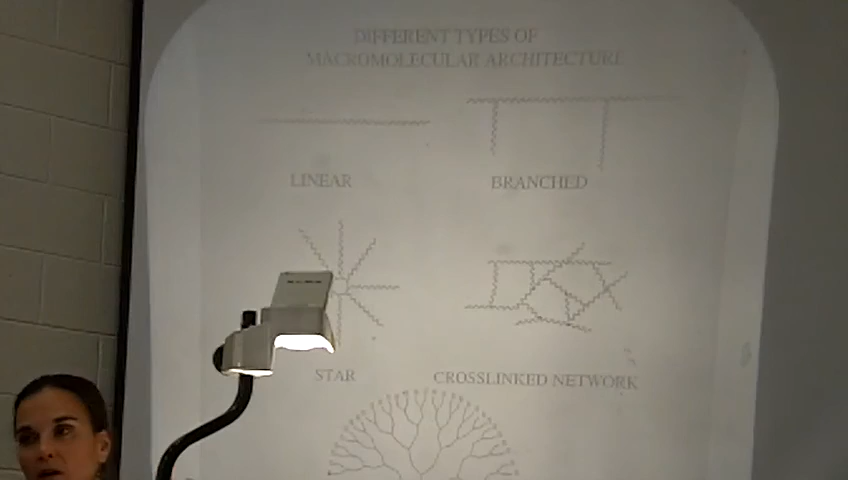 DIFFERENT TYPES OF
MACROMOLECULAR ARCHITECTURE
LINEAR
BRANCHED
STAR
CROSSLINKED NETWORK